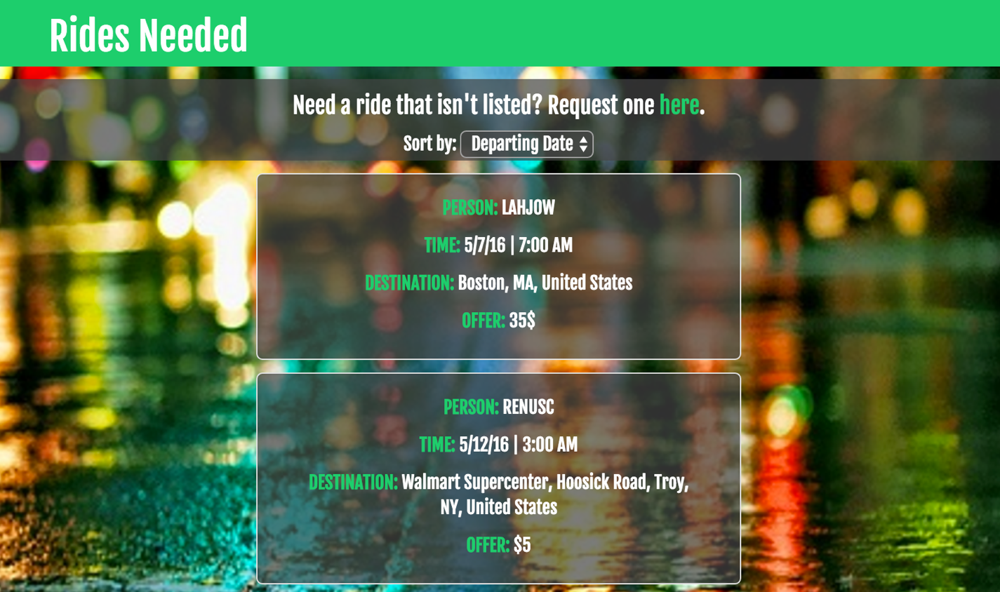 Rides Needed
Need a ride that isn't listed? Request one here.
Sort by: Departing Date
PERSON: LAHJOW
TIME: 5/7/16 | 7:00 AM
DESTINATION: Boston, MA, United States
OFFER: 35$
PERSON: RENUSC
TIME: 5/12/16 | 3:00 AM
DESTINATION: Walmart Supercenter, Hoosick Road, Troy,
NY, United States
OFFER: $5